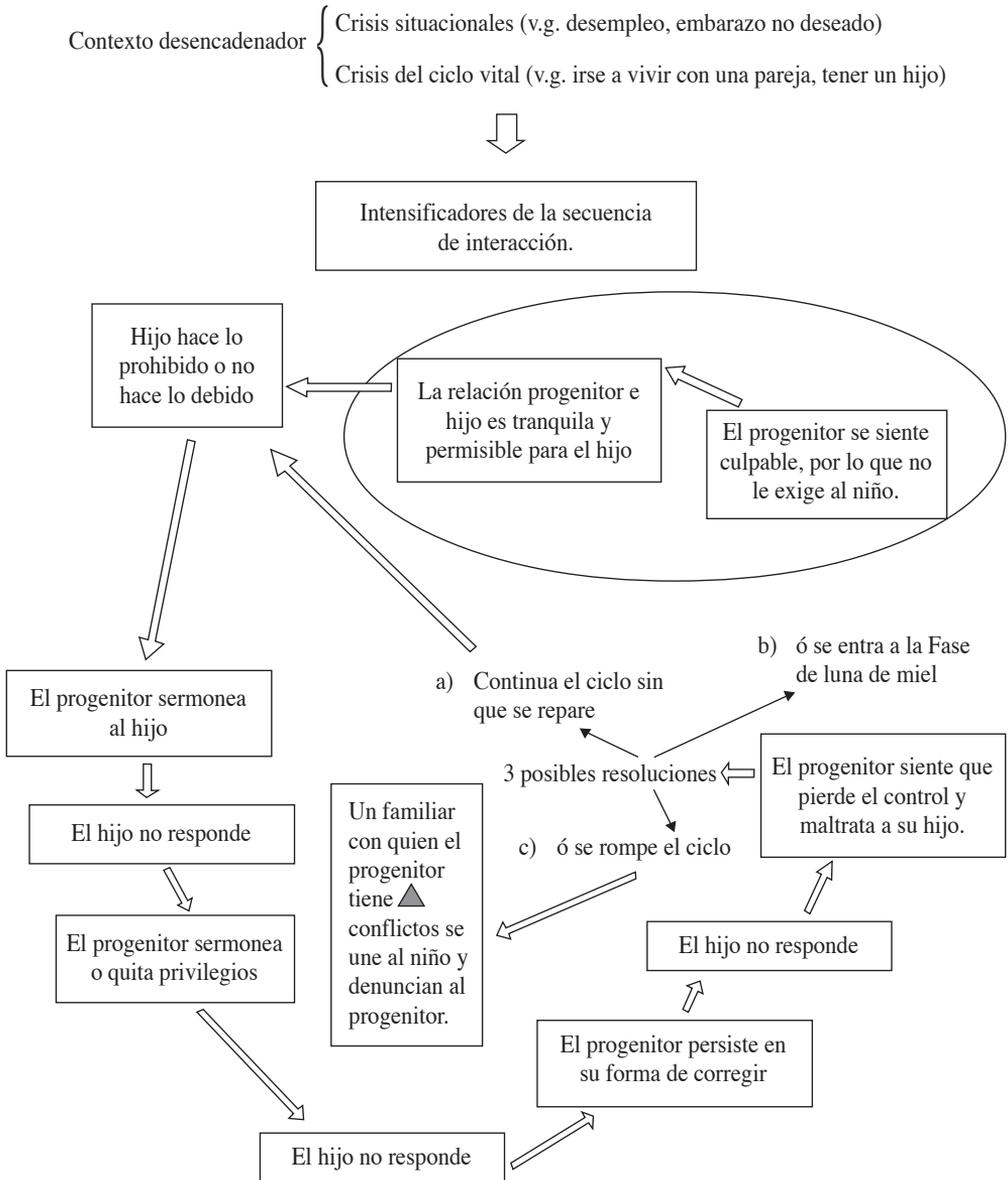 Contexto desencadenador
Crisis situacionales (v.g. desempleo, embarazo no deseado)
Crisis del ciclo vital (v.g. irse a vivir con una pareja, tener un hijo)
Intensificadores de la secuencia
de interacción.
Hijo hace lo
prohibido o no
hace lo debido
La relación progenitor e
hijo es tranquila y
permisible para el hijo
El progenitor se siente
culpable, por lo que no
le exige al niño.
El progenitor sermonea
al hijo
El hijo no responde
El progenitor sermonea
o quita privilegios
El hijo no responde
El progenitor persiste en
su forma de corregir
El hijo no responde
El progenitor siente que
pierde el control y
maltrata a su hijo.
3 posibles resoluciones
a) Continua el ciclo sin
que se repare
b) ó se entra a la Fase
de luna de miel
c) ó se rompe el ciclo
Un familiar
con quien el
progenitor
tiene
conflictos se
une al niño y
denuncian al
progenitor.